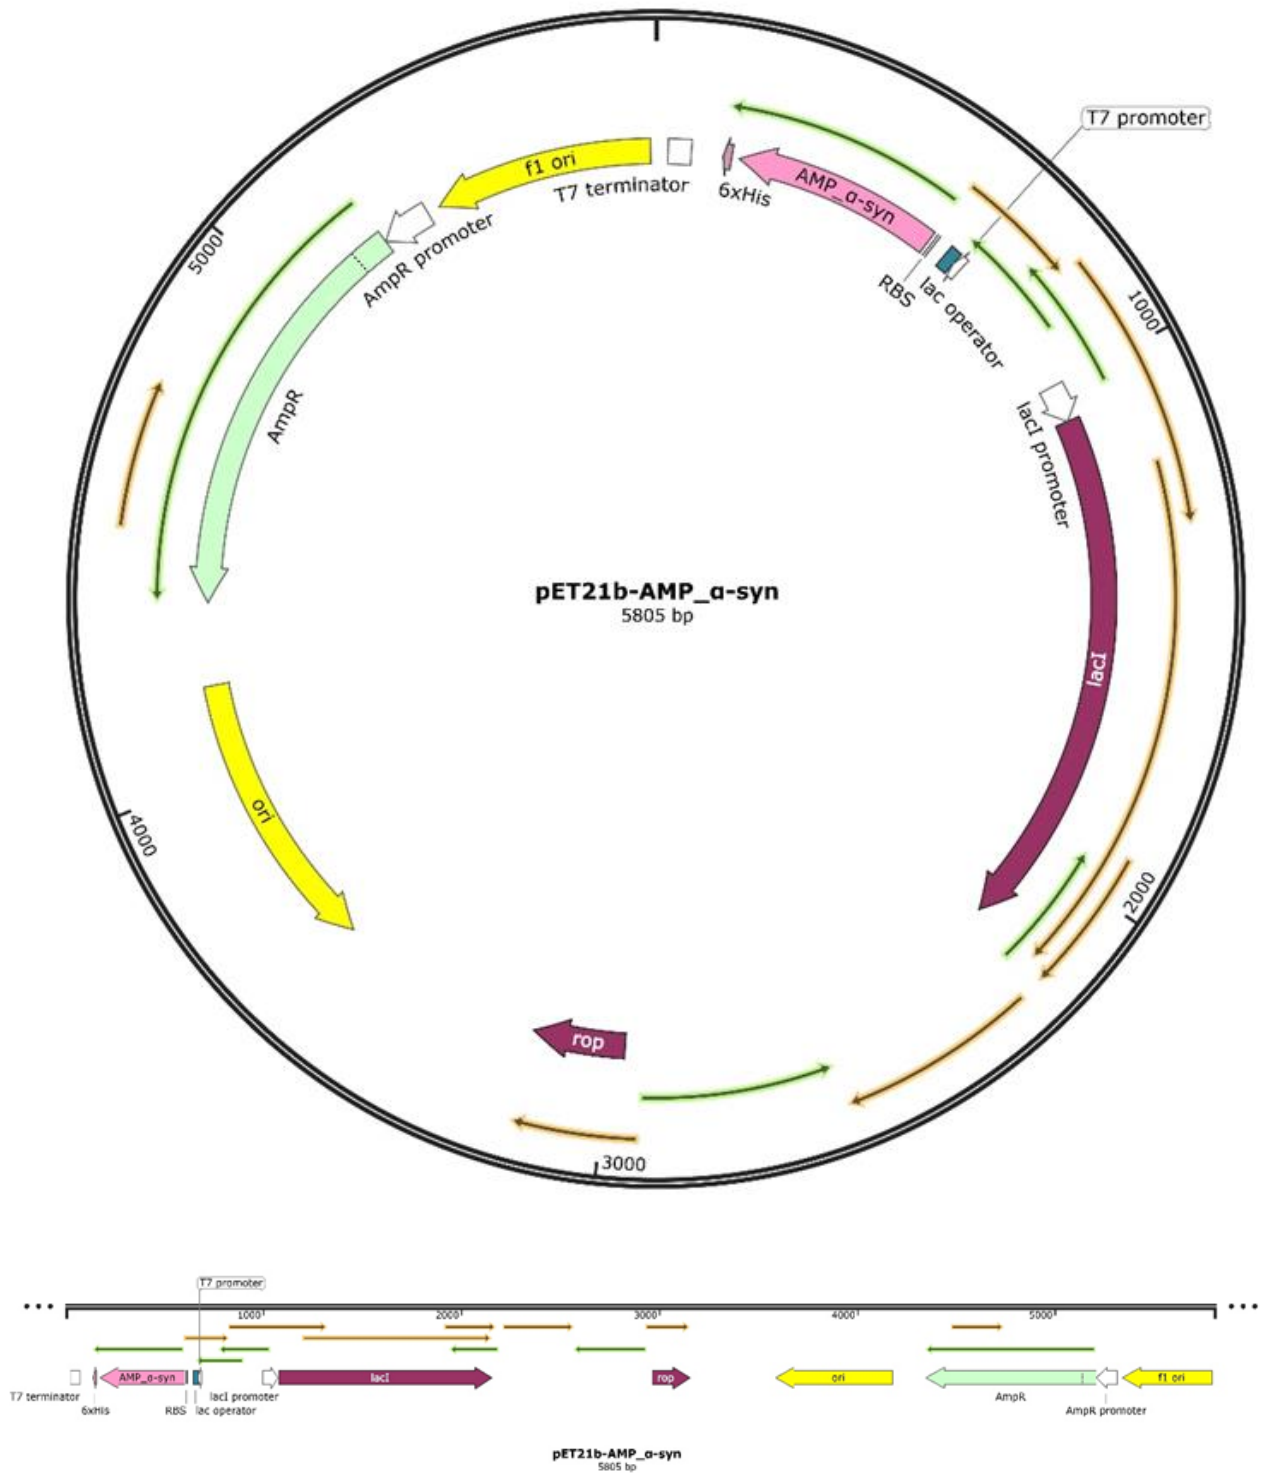 T7 promoter
f1 ori
T7 terminator
6xHis
AMP_α-syn
AmpR promoter
RBS
lac operator
5000
1000
AmpR
lacI promoter
pET21b-AMP_α-syn
5805 bp
lacI
ori
4000
2000
rop
3000
T7 promoter
1000
2000
3000
4000
5000
AMP_α-syn
lacI
rop
ori
f1 ori
T7 terminator
lacI promoter
AmpR
6xHis
RBS
lac operator
AmpR promoter
pET21b-AMP_α-syn
5805 bp